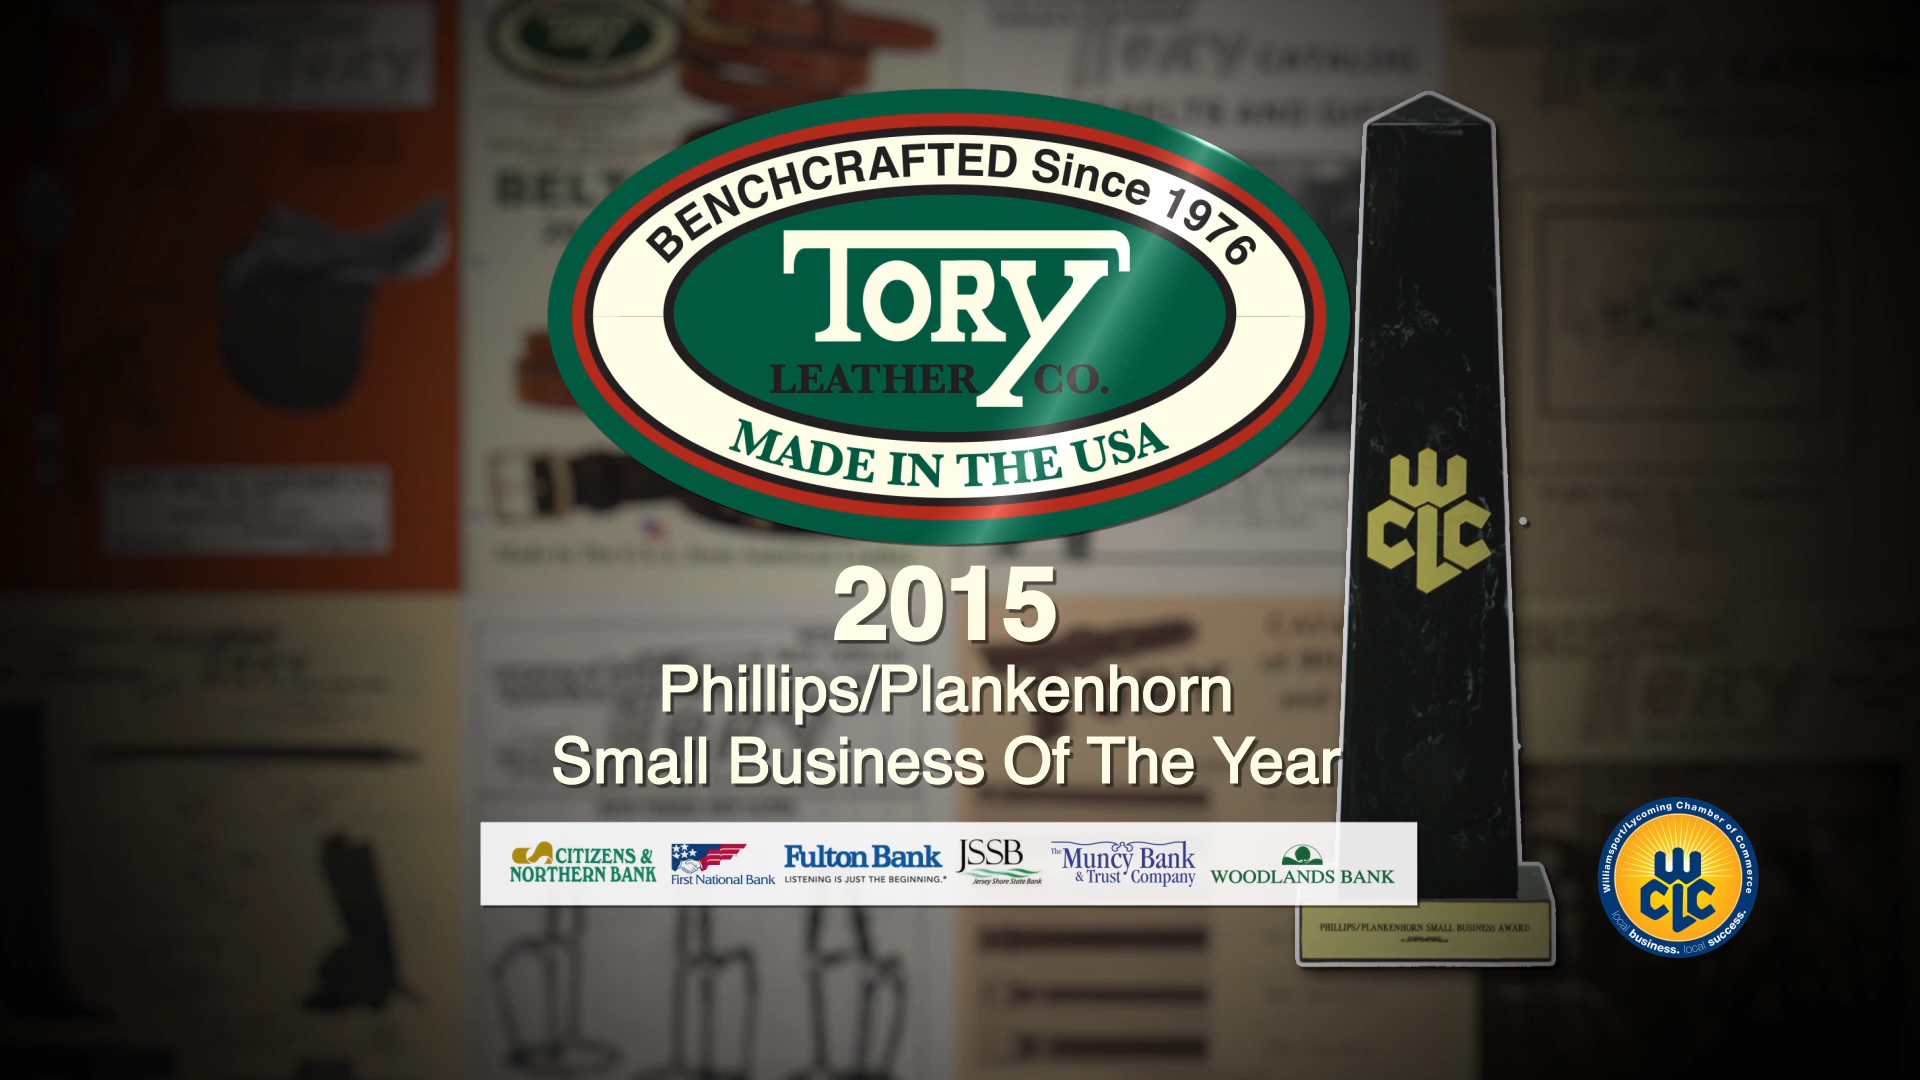 BENCHCRAFTED Since 1976
TORY
LEATHER CO.
MADE IN THE USA
2015
Phillips/Plankenhorn
Small Business Of The Year
W
CLC
CITIZENS &
NORTHERN BANK
First National Bank
Fulton Bank
LISTENING IS JUST THE BEGINNING.®
JSSB
Jersey Shore State Bank
The Muncy Bank
& Trust Company
WOODLANDS BANK
PHILLIPS/PLANKENHORN SMALL BUSINESS AWARD
Williamsport/Lycoming Chamber of Commerce
W
CLC
local business. local success.